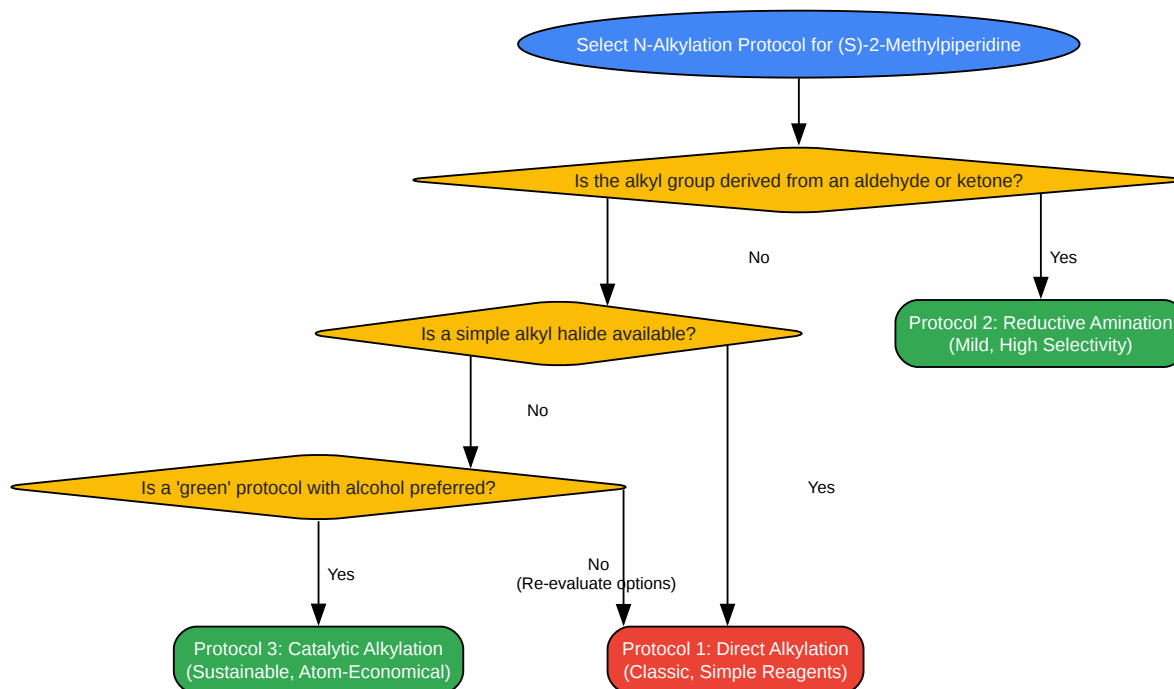 Select N-Alkylation Protocol for (S)-2-Methylpiperidine
Is the alkyl group derived from an aldehyde or ketone?
No
Yes
Is a simple alkyl halide available?
Protocol 2: Reductive Amination
(Mild, High Selectivity)
No
Is a 'green' protocol with alcohol preferred?
Yes
Yes
No
(Re-evaluate options)
Protocol 3: Catalytic Alkylation
(Sustainable, Atom-Economical)
Protocol 1: Direct Alkylation
(Classic, Simple Reagents)